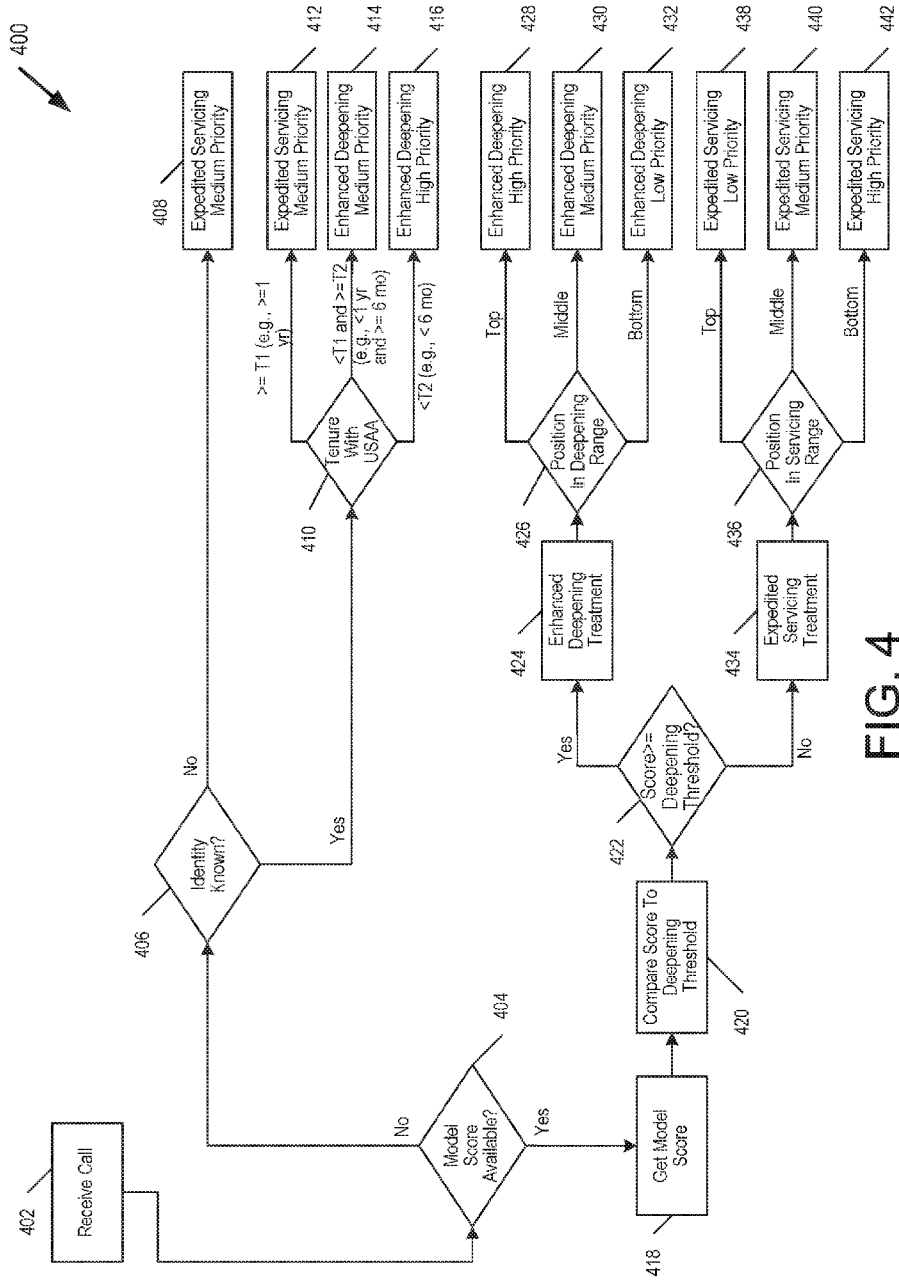 400
402
Receive Call
404
Model
Score
Available?
No
Yes
406
Identity
Known?
No
Yes
408
Expedited Servicing
Medium Priority
410
Tenure
With
USAA
>= T1 (e.g., >=1
yr)
<T1 and >=T2
(e.g., <1 yr
and >= 6 mo)
<T2 (e.g., < 6 mo)
Expedited Servicing
Medium Priority
412
Enhanced Deepening
Medium Priority
414
Enhanced Deepening
High Priority
416
Get Model
Score
418
Compare Score To
Deepening
Threshold
420
Score>=
Deepening
Threshold?
422
Yes
No
424
Enhanced
Deepening
Treatment
426
Position
In Deepening
Range
Top
Middle
Bottom
Enhanced Deepening
High Priority
428
Enhanced Deepening
Medium Priority
430
Enhanced Deepening
Low Priority
432
434
Expedited
Servicing
Treatment
436
Position
In Servicing
Range
Top
Middle
Bottom
Expedited Servicing
Low Priority
438
Expedited Servicing
Medium Priority
440
Expedited Servicing
High Priority
442
FIG. 4